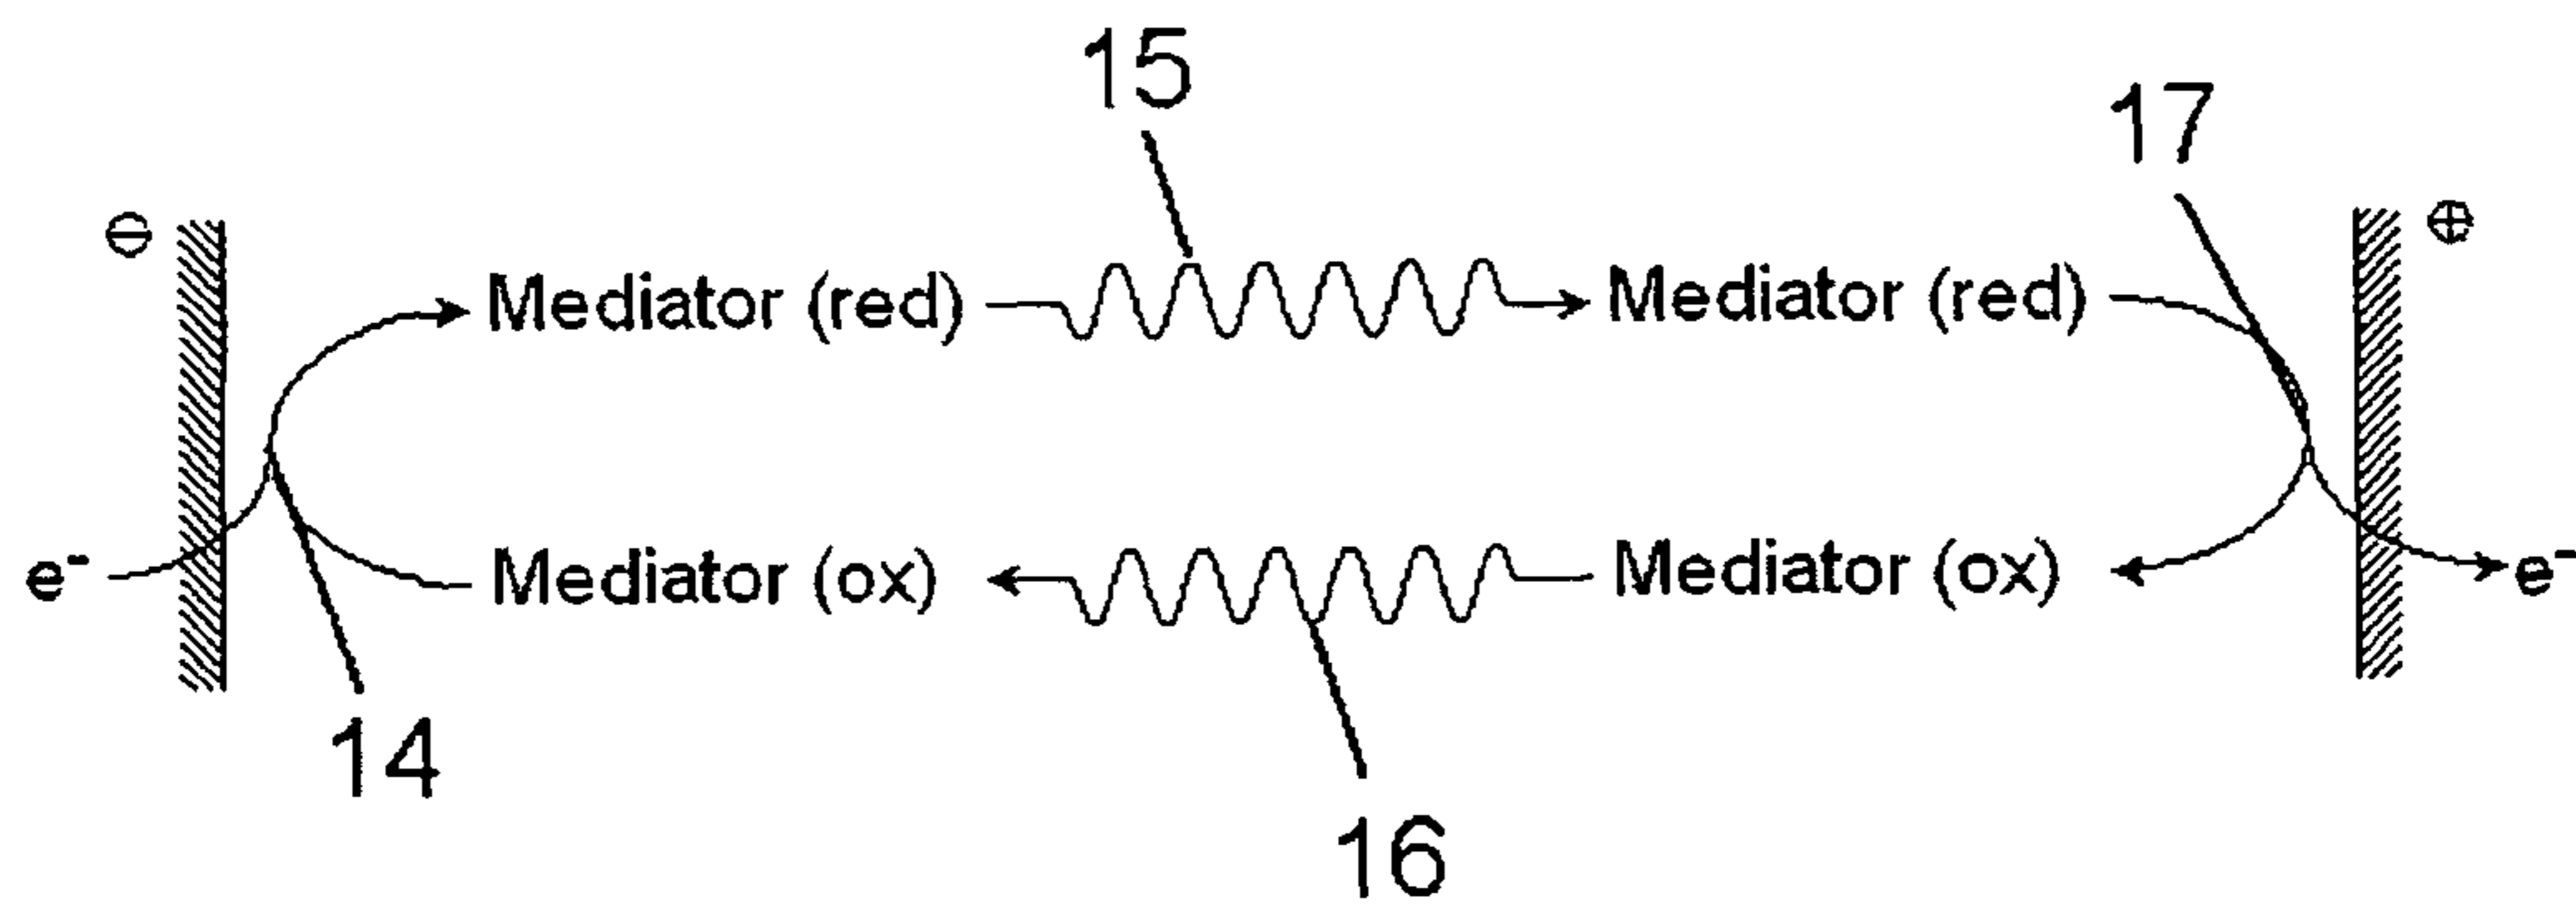 15
17
⊖ ⊕
Mediator (red) Mediator (red)
e⁻ Mediator (ox) Mediator (ox) e⁻
14
16